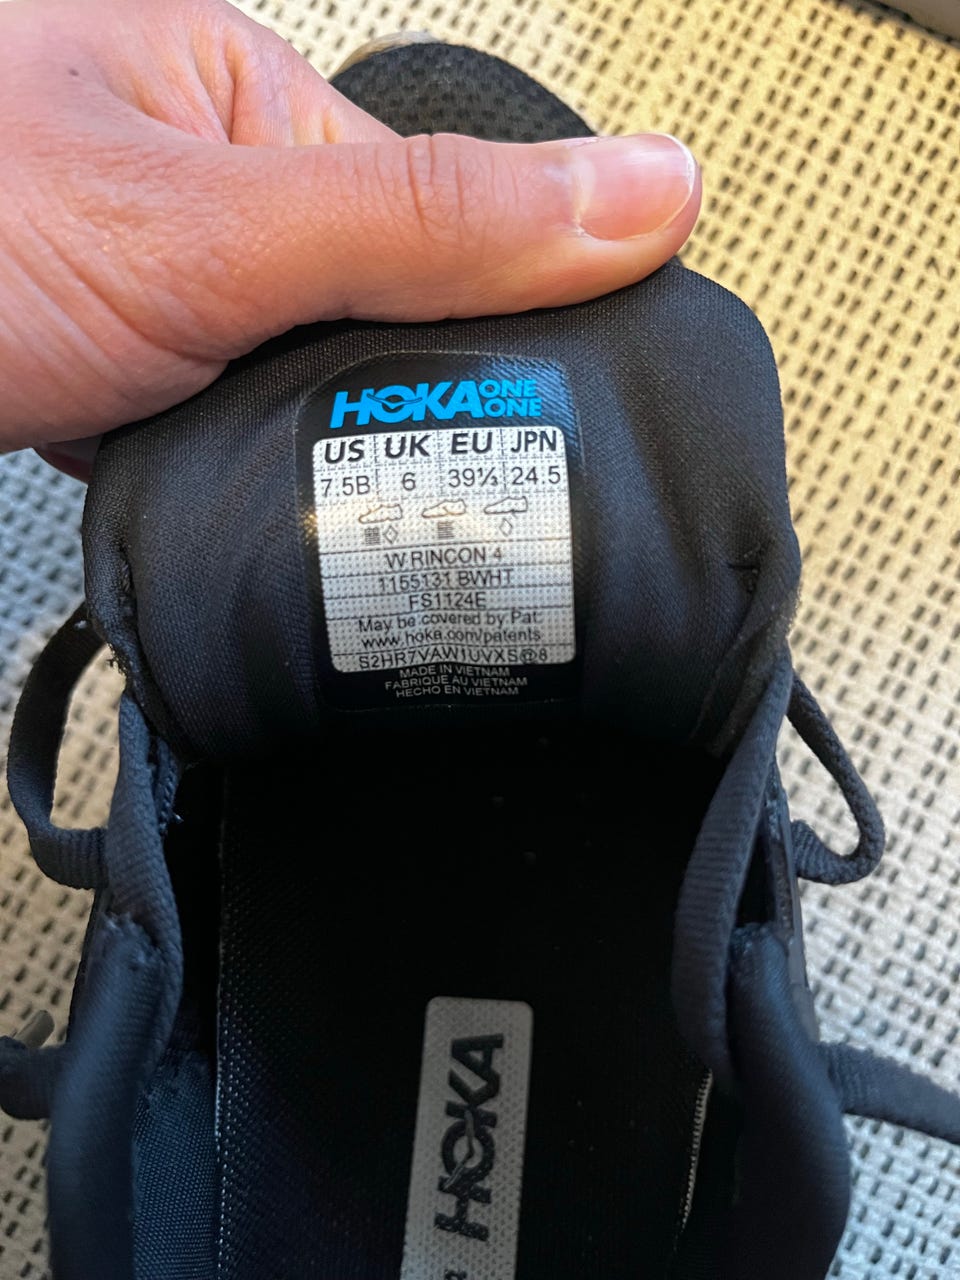 HOKA ONE ONE
US UK EU JPN
7.5B 6 39⅓ 24.5
W RINCON 4
1155131 BWHT
FS1124E
May be covered by Pat.
www.hoka.com/patents
S2HR7VAW1UVXS@8
MADE IN VIETNAM
FABRIQUE AU VIETNAM
HECHO EN VIETNAM
HOKA